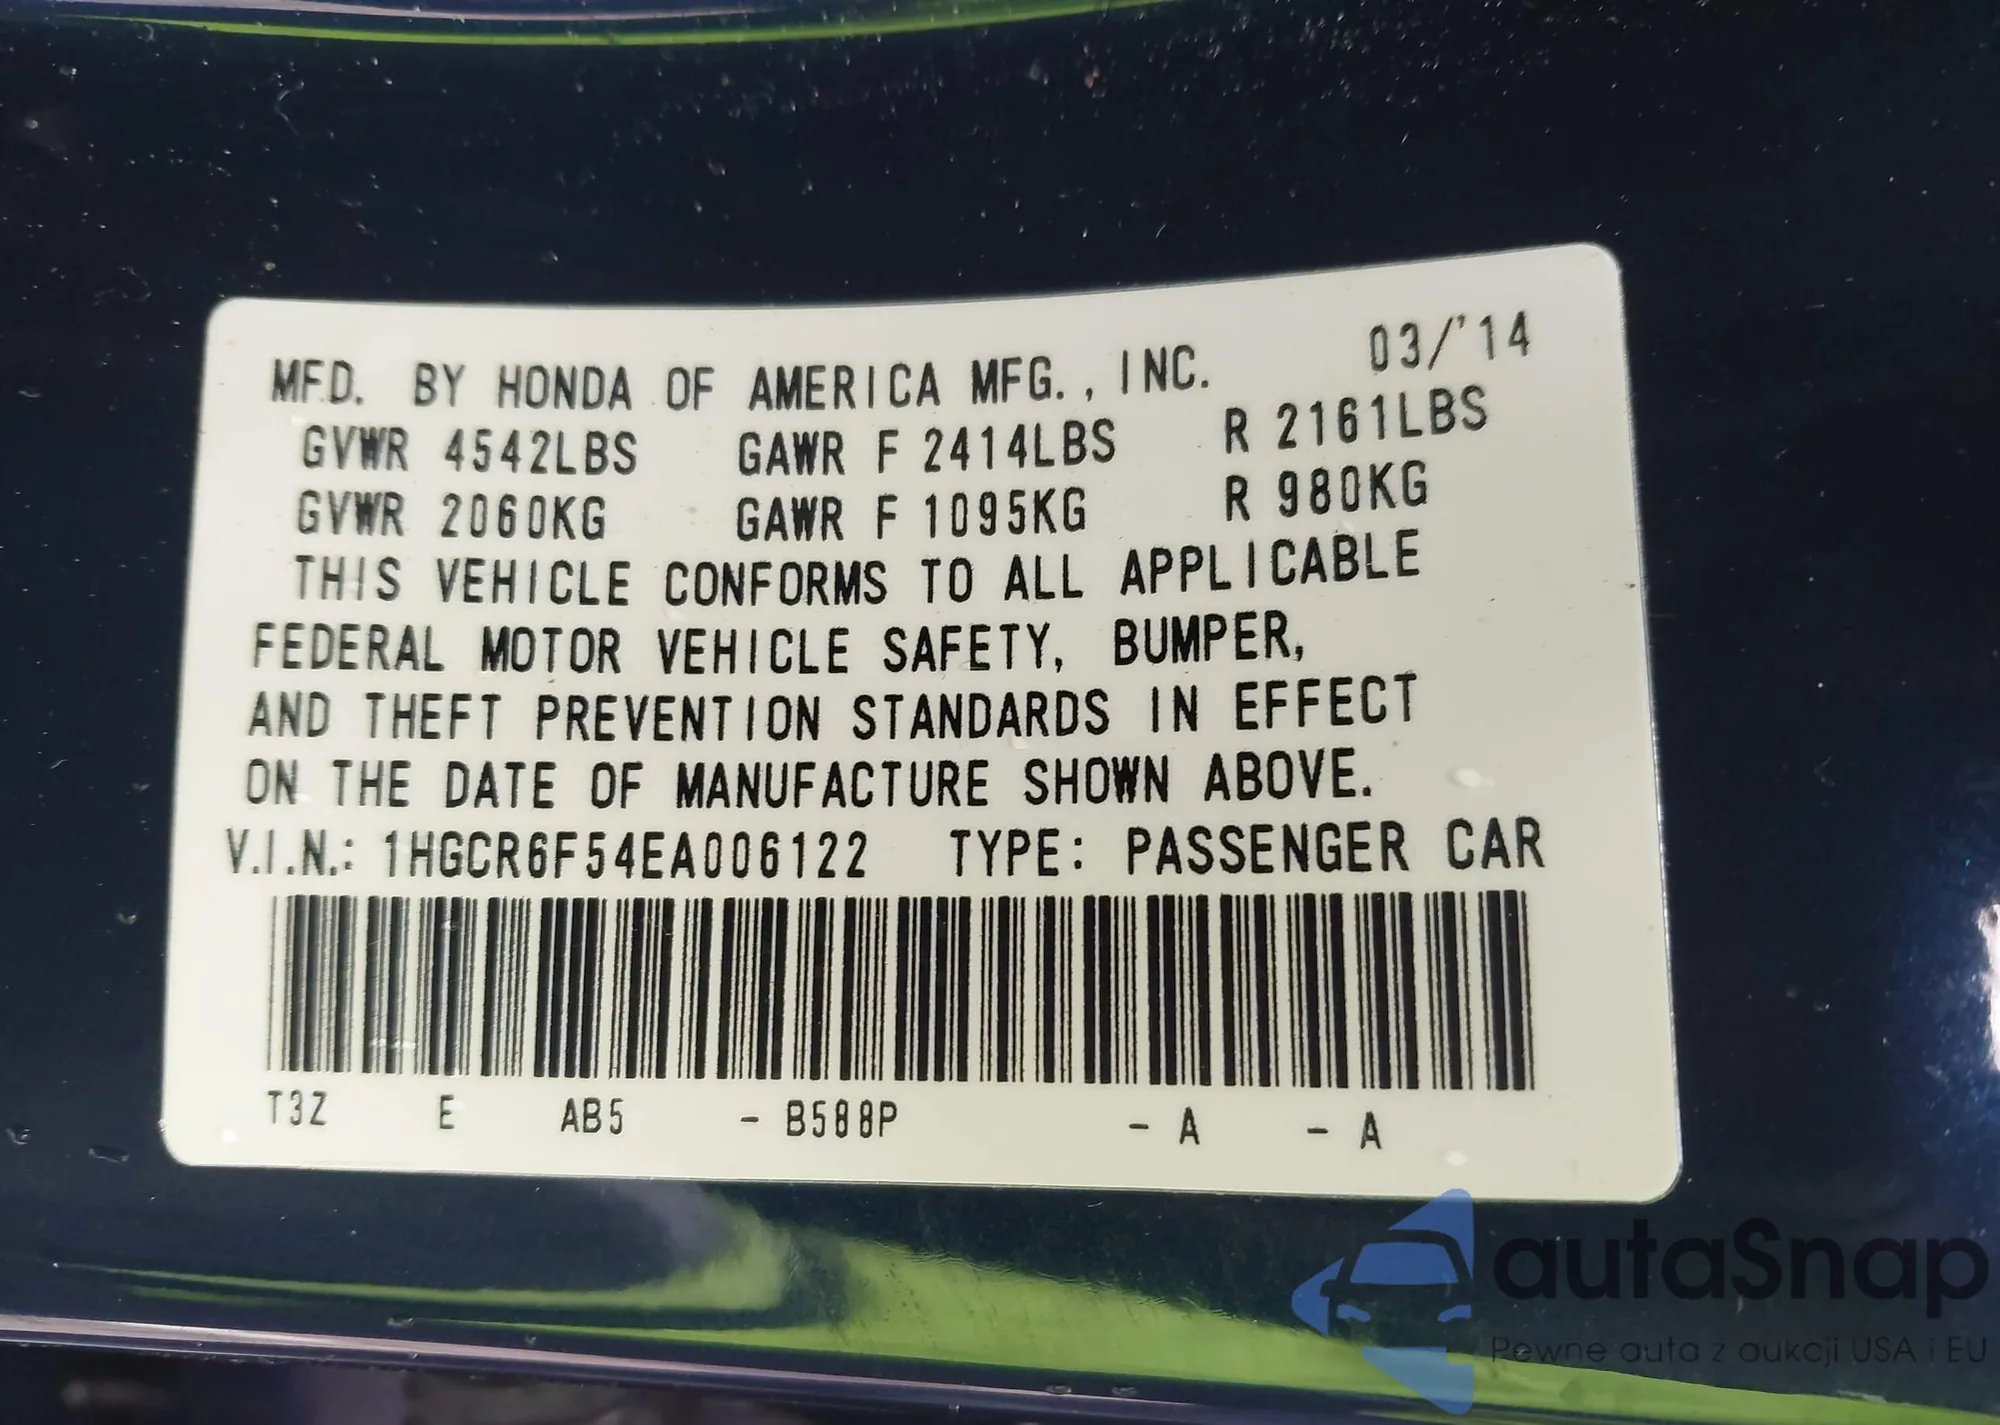 MFD. BY HONDA OF AMERICA MFG., INC. 03/'14
GVWR 4542LBS GAWR F 2414LBS R 2161LBS
GVWR 2060KG GAWR F 1095KG R 980KG
THIS VEHICLE CONFORMS TO ALL APPLICABLE
FEDERAL MOTOR VEHICLE SAFETY, BUMPER,
AND THEFT PREVENTION STANDARDS IN EFFECT
ON THE DATE OF MANUFACTURE SHOWN ABOVE.
V.I.N.: 1HGCR6F54EA006122 TYPE: PASSENGER CAR
T3Z E AB5 - B588P - A - A
autaSnap
Pewne auta z aukcji USA i EU